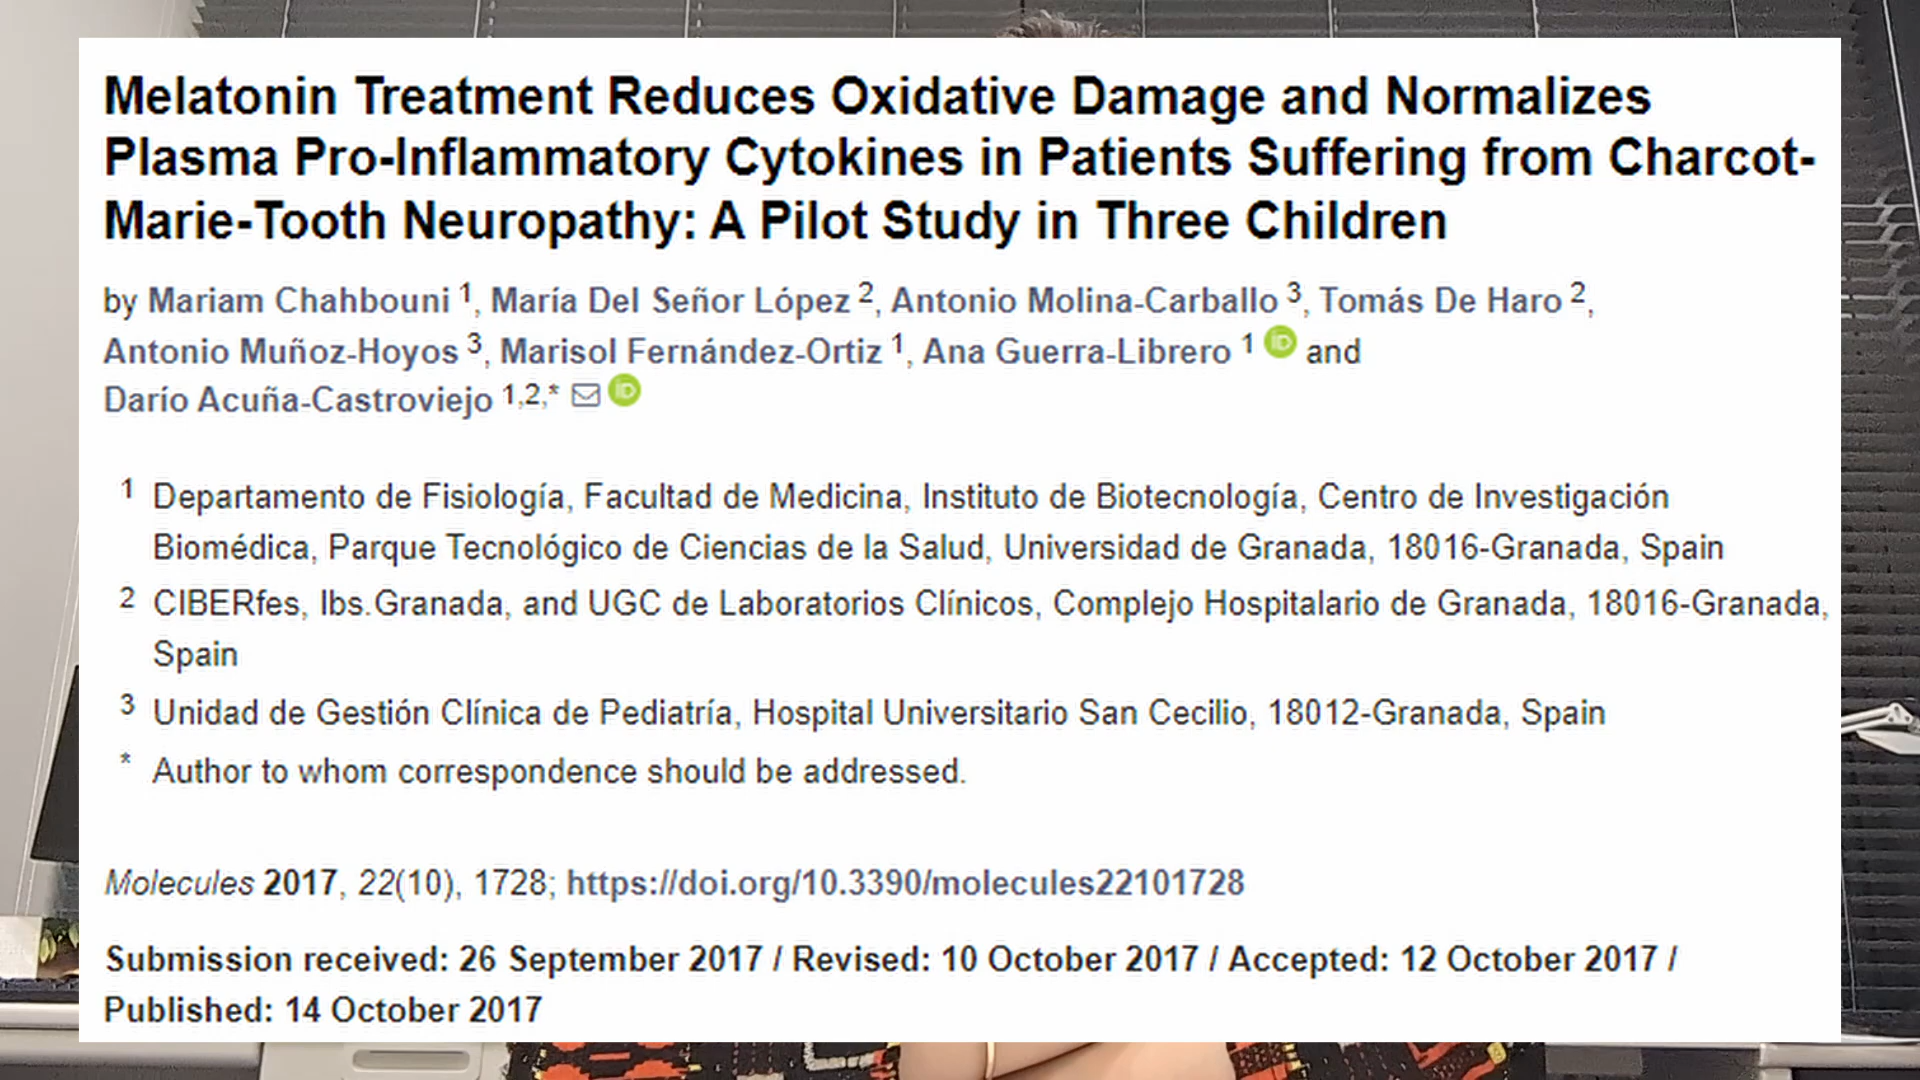 Melatonin Treatment Reduces Oxidative Damage and Normalizes
Plasma Pro-Inflammatory Cytokines in Patients Suffering from Charcot-
Marie-Tooth Neuropathy: A Pilot Study in Three Children
by Mariam Chahbouni 1, María Del Señor López 2, Antonio Molina-Carballo 3, Tomás De Haro 2,
Antonio Muñoz-Hoyos 3, Marisol Fernández-Ortiz 1, Ana Guerra-Librero 1 iD and
Darío Acuña-Castroviejo 1,2,* iD
1 Departamento de Fisiología, Facultad de Medicina, Instituto de Biotecnología, Centro de Investigación
Biomédica, Parque Tecnológico de Ciencias de la Salud, Universidad de Granada, 18016-Granada, Spain
2 CIBERfes, Ibs.Granada, and UGC de Laboratorios Clínicos, Complejo Hospitalario de Granada, 18016-Granada,
Spain
3 Unidad de Gestión Clínica de Pediatría, Hospital Universitario San Cecilio, 18012-Granada, Spain
* Author to whom correspondence should be addressed.
Molecules 2017, 22(10), 1728; https://doi.org/10.3390/molecules22101728
Submission received: 26 September 2017 / Revised: 10 October 2017 / Accepted: 12 October 2017 /
Published: 14 October 2017